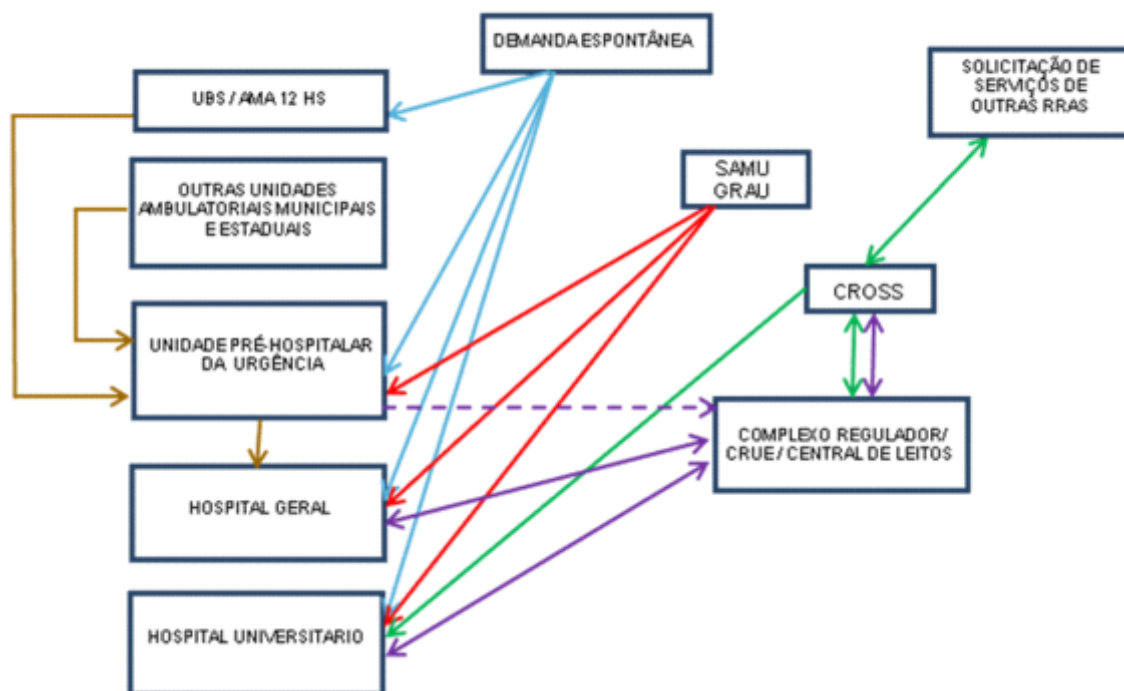 DEMANDA ESPONTÂNEA
SOLICITAÇÃO DE
SERVIÇOS DE
OUTRAS RRAS
UBS / AMA 12 HS
SAMU
GRAU
OUTRAS UNIDADES
AMBULATORIAIS MUNICIPAIS
E ESTADUAIS
CROSS
UNIDADE PRÉ-HOSPITALAR
DA URGÊNCIA
COMPLEXO REGULADOR/
CRUE / CENTRAL DE LEITOS
HOSPITAL GERAL
HOSPITAL UNIVERSITARIO